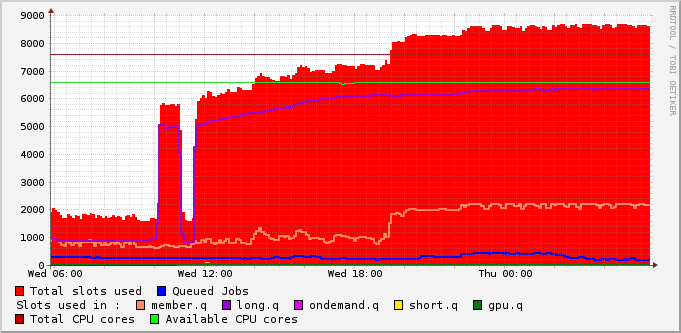 9000
8000
7000
6000
5000
4000
3000
2000
1000
0
Wed 06:00 Wed 12:00 Wed 18:00 Thu 00:00
RRDTOOL / TOBI OETIKER
Total slots used Queued Jobs
Slots used in : member.q long.q ondemand.q short.q gpu.q
Total CPU cores Available CPU cores